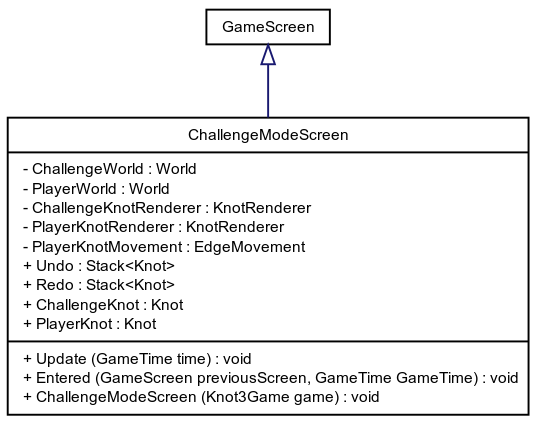 GameScreen
ChallengeModeScreen
- ChallengeWorld : World
- PlayerWorld : World
- ChallengeKnotRenderer : KnotRenderer
- PlayerKnotRenderer : KnotRenderer
- PlayerKnotMovement : EdgeMovement
+ Undo : Stack<Knot>
+ Redo : Stack<Knot>
+ ChallengeKnot : Knot
+ PlayerKnot : Knot
+ Update (GameTime time) : void
+ Entered (GameScreen previousScreen, GameTime GameTime) : void
+ ChallengeModeScreen (Knot3Game game) : void